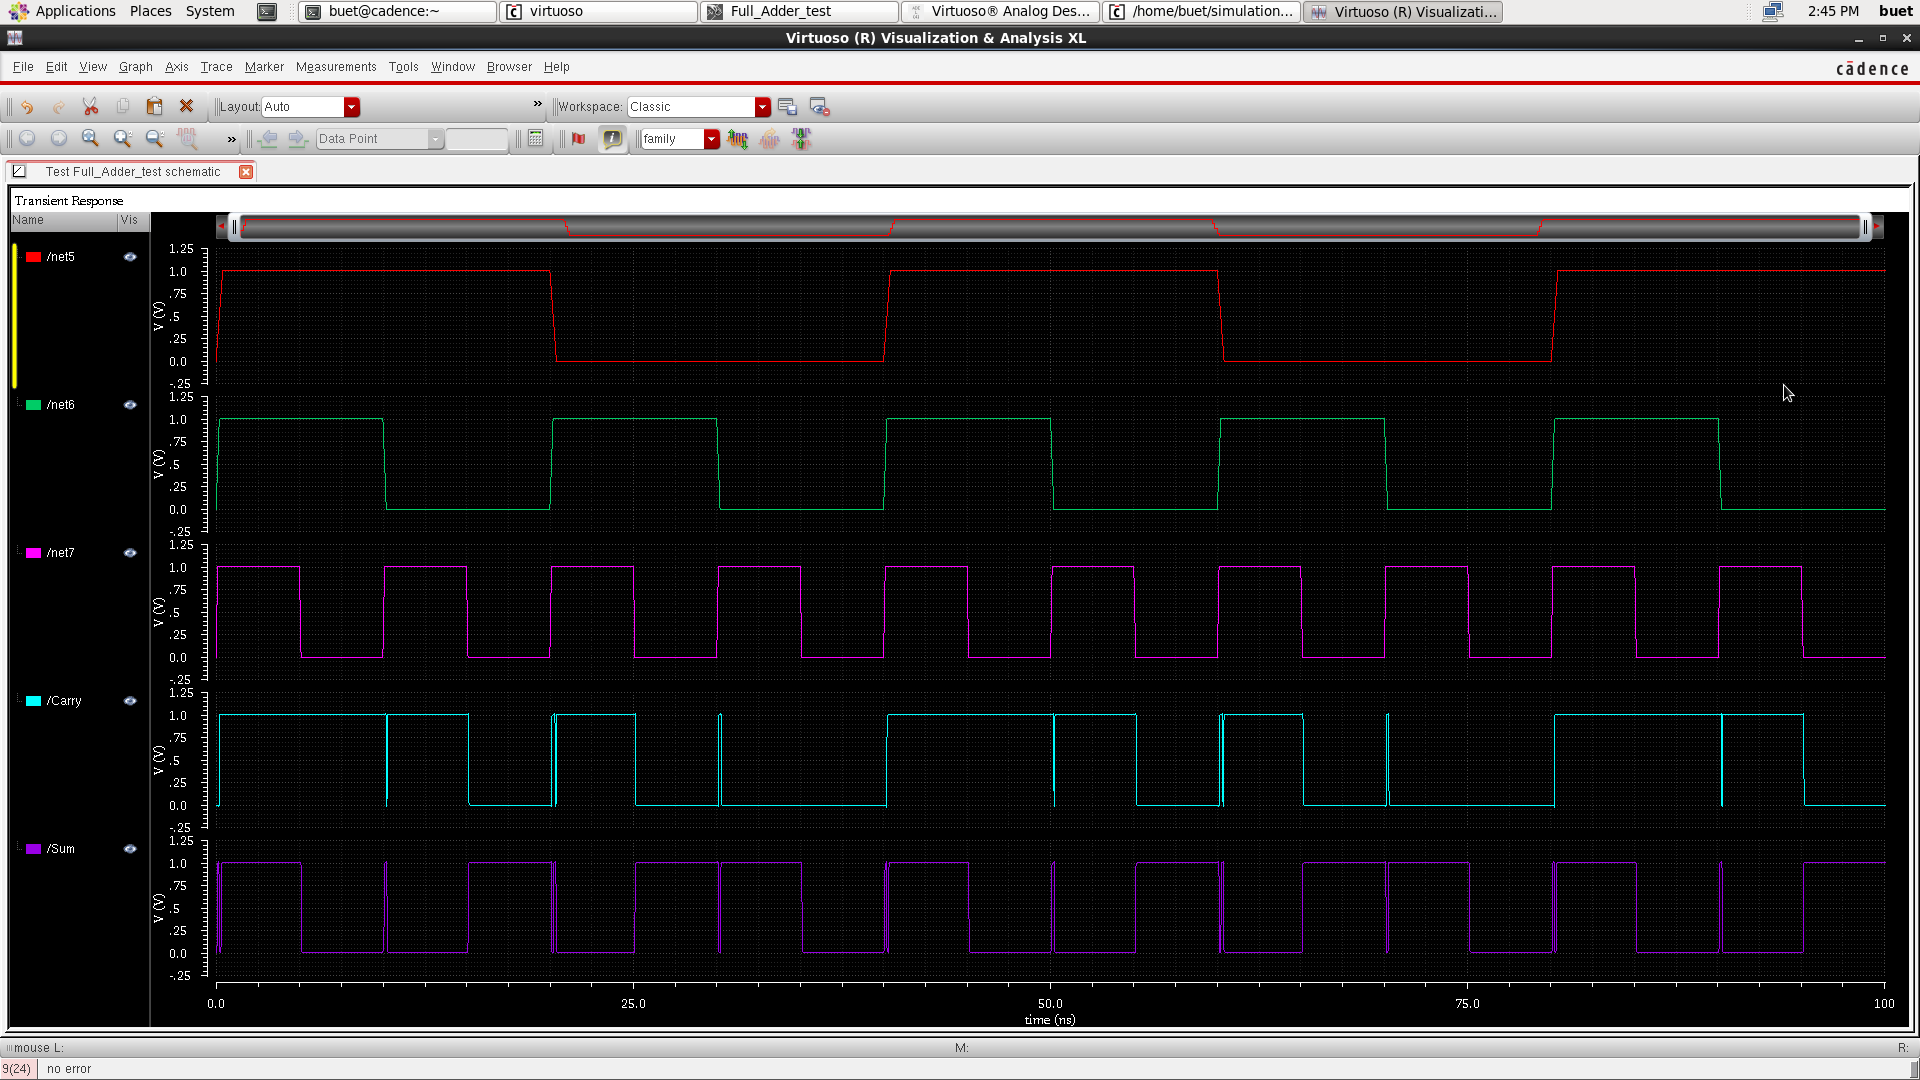 Applications Places System buet@cadence:~ virtuoso Full_Adder_test Virtuoso® Analog Des... /home/buet/simulation... Virtuoso (R) Visualizati... 2:45 PM buet
Virtuoso (R) Visualization & Analysis XL
File Edit View Graph Axis Trace Marker Measurements Tools Window Browser Help cādence
Layout: Auto » Workspace: Classic
» Data Point family
Test Full_Adder_test schematic
Transient Response
Name Vis
/net5
1.25
1.0
.75
.5
.25
0.0
-.25
V (V)
/net6
1.25
1.0
.75
.5
.25
0.0
-.25
V (V)
/net7
1.25
1.0
.75
.5
.25
0.0
-.25
V (V)
/Carry
1.25
1.0
.75
.5
.25
0.0
-.25
V (V)
/Sum
1.25
1.0
.75
.5
.25
0.0
-.25
V (V)
0.0 25.0 50.0 75.0 100
time (ns)
mouse L: M: R:
9(24) no error